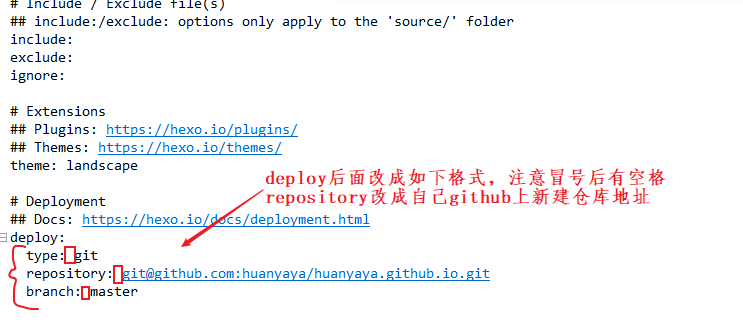 # Include / Exclude file(s)
## include:/exclude: options only apply to the 'source/' folder
include:
exclude:
ignore:
# Extensions
## Plugins: https://hexo.io/plugins/
## Themes: https://hexo.io/themes/
theme: landscape
deploy后面改成如下格式，注意冒号后有空格
repository改成自己github上新建仓库地址
# Deployment
## Docs: https://hexo.io/docs/deployment.html
deploy:
type: git
repository: git@github.com:huanyaya/huanyaya.github.io.git
branch: master